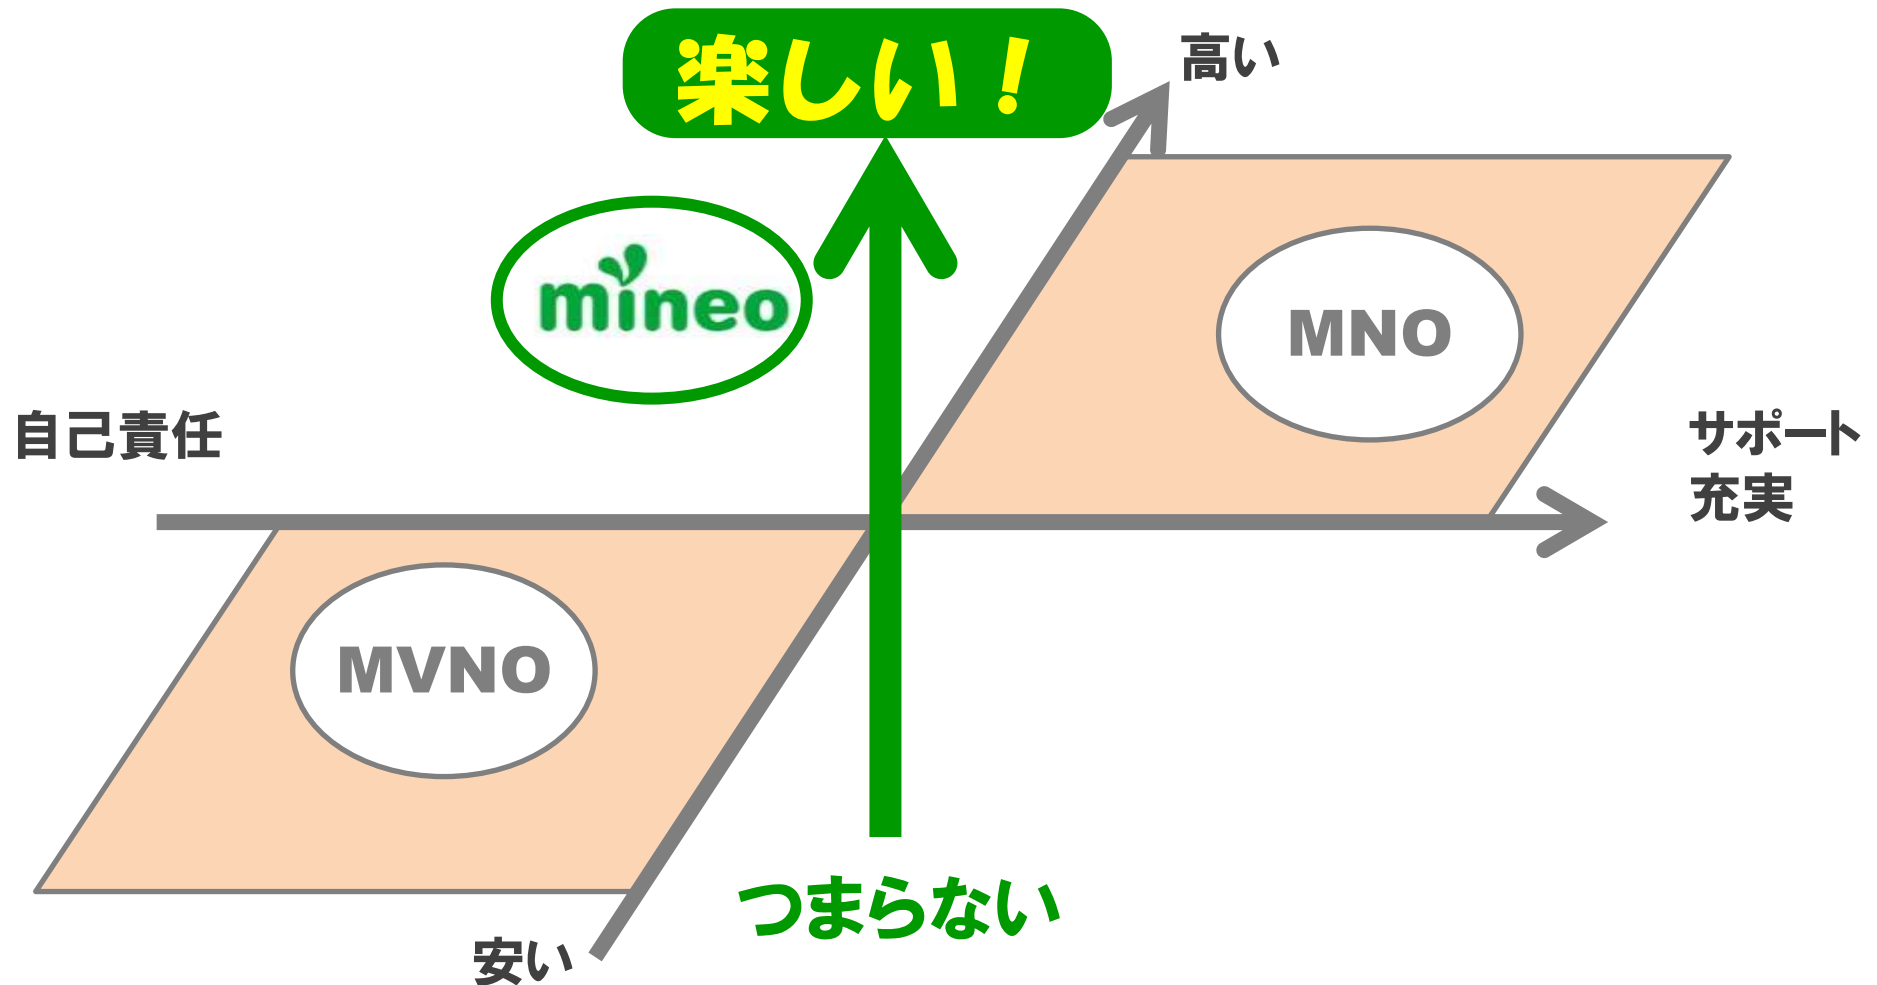 楽しい！
高い
mineo
MNO
自己責任
サポート
充実
MVNO
つまらない
安い